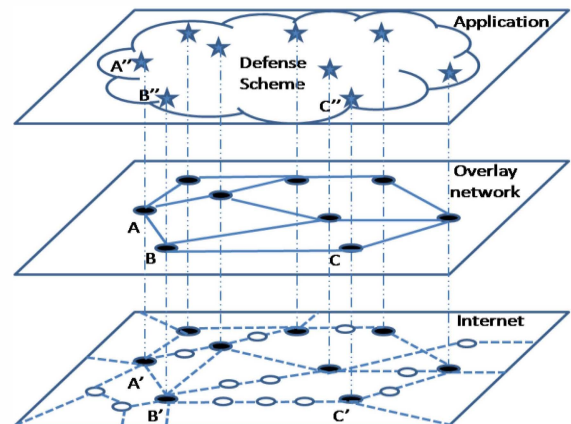 Application
A″
Defense
Scheme
B″
C″
Overlay
network
A
B
C
Internet
A′
B′
C′